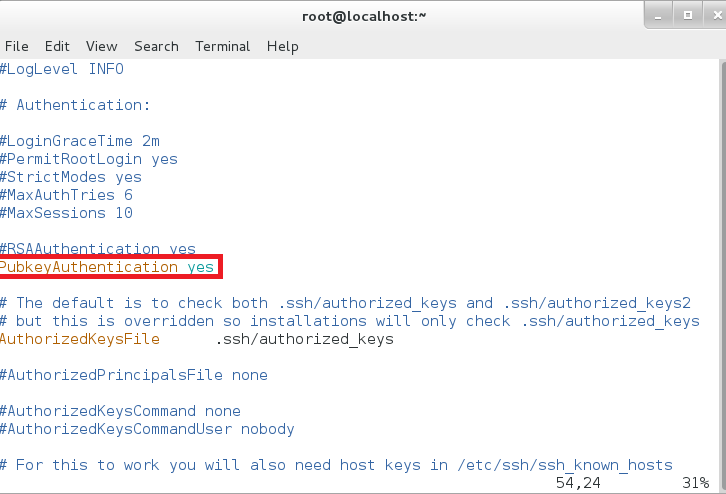 root@localhost:~
File Edit View Search Terminal Help
#LogLevel INFO
# Authentication:
#LoginGraceTime 2m
#PermitRootLogin yes
#StrictModes yes
#MaxAuthTries 6
#MaxSessions 10
#RSAAuthentication yes
PubkeyAuthentication yes
# The default is to check both .ssh/authorized_keys and .ssh/authorized_keys2
# but this is overridden so installations will only check .ssh/authorized_keys
AuthorizedKeysFile .ssh/authorized_keys
#AuthorizedPrincipalsFile none
#AuthorizedKeysCommand none
#AuthorizedKeysCommandUser nobody
# For this to work you will also need host keys in /etc/ssh/ssh_known_hosts
54,24 31%